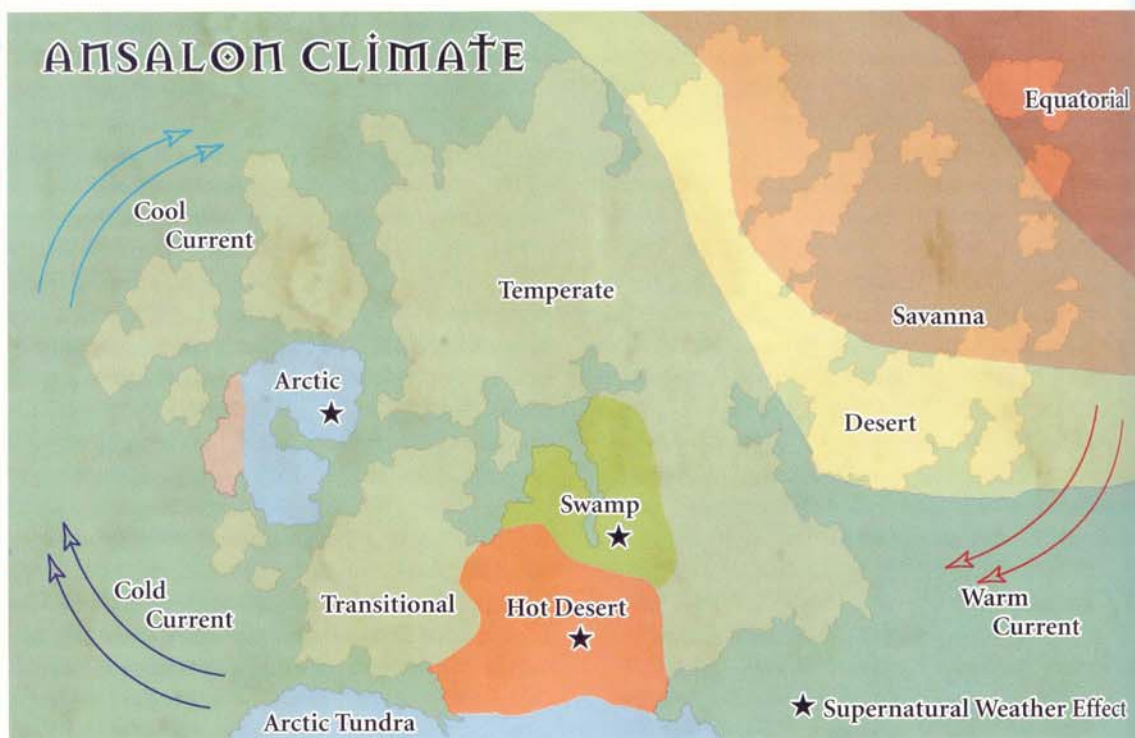 ANSALON CLIMATE
Equatorial
Cool
Current
Temperate
Savanna
Arctic
Desert
Swamp
Cold
Current
Transitional
Hot Desert
Warm
Current
Arctic Tundra
★ Supernatural Weather Effect